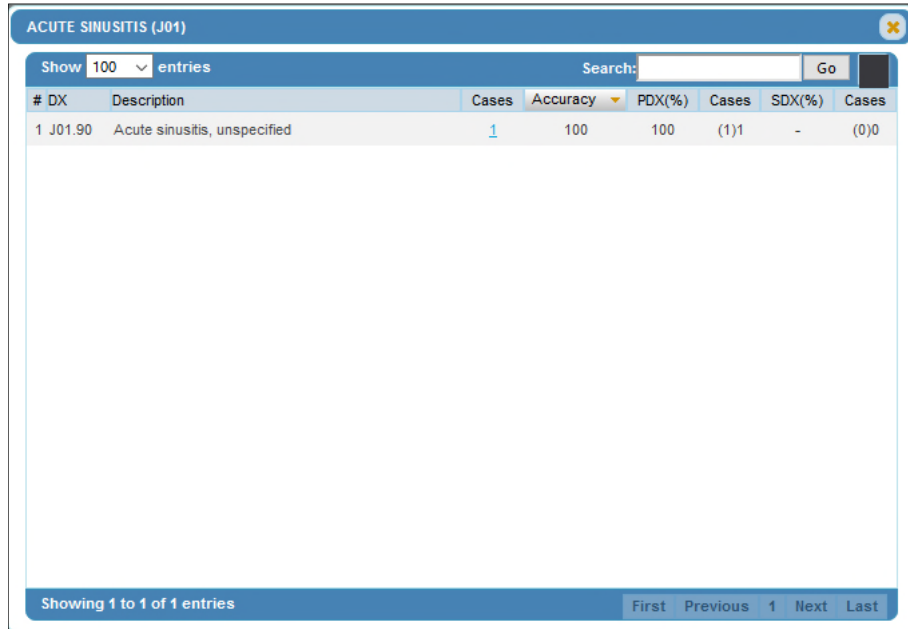 ACUTE SINUSITIS (J01)
Show 100 entries Search: Go
# DX Description Cases Accuracy PDX(%) Cases SDX(%) Cases
1 J01.90 Acute sinusitis, unspecified 1 100 100 (1)1 - (0)0
Showing 1 to 1 of 1 entries First Previous 1 Next Last